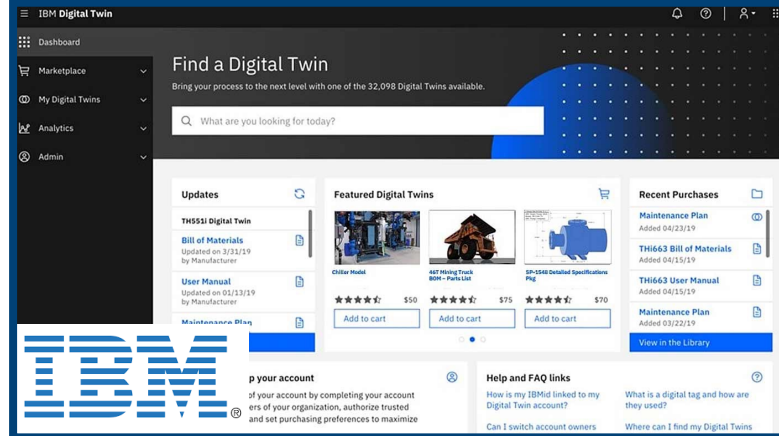 IBM Digital Twin
Dashboard
Marketplace
My Digital Twins
Analytics
Admin
Find a Digital Twin
Bring your process to the next level with one of the 32,098 Digital Twins available.
What are you looking for today?
Updates
TH551i Digital Twin
Bill of Materials
Updated on 3/31/19
by Manufacturer
User Manual
Updated on 01/13/19
by Manufacturer
Maintenance Plan
Featured Digital Twins
Chiller Model
$50
Add to cart
46T Mining Truck
BOM – Parts List
$75
Add to cart
SP-154B Detailed Specifications
Pkg
$70
Add to cart
Recent Purchases
Maintenance Plan
Added 04/23/19
THi663 Bill of Materials
Added 04/15/19
THi663 User Manual
Added 04/15/19
Maintenance Plan
Added 03/22/19
View in the Library
IBM®
p your account
of your account by completing your account
ers of your organization, authorize trusted
and set purchasing preferences to maximize
Help and FAQ links
How is my IBMid linked to my
Digital Twin account?
Can I switch account owners
What is a digital tag and how are
they used?
Where can I find my Digital Twins